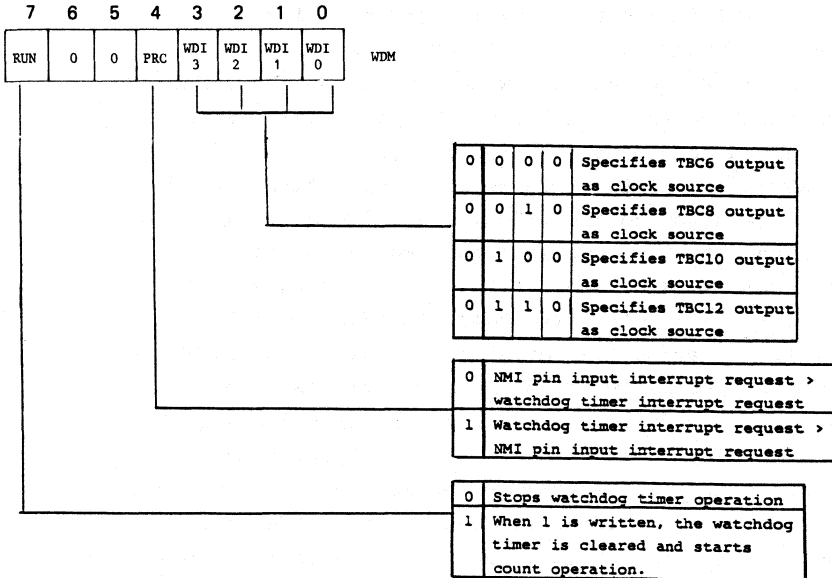 7 6 5 4 3 2 1 0
RUN 0 0 PRC WDI 3 WDI 2 WDI 1 WDI 0 WDM
0 0 0 0 Specifies TBC6 output
as clock source
0 0 1 0 Specifies TBC8 output
as clock source
0 1 0 0 Specifies TBC10 output
as clock source
0 1 1 0 Specifies TBC12 output
as clock source
0 NMI pin input interrupt request >
watchdog timer interrupt request
1 Watchdog timer interrupt request >
NMI pin input interrupt request
0 Stops watchdog timer operation
1 When 1 is written, the watchdog
timer is cleared and starts
count operation.